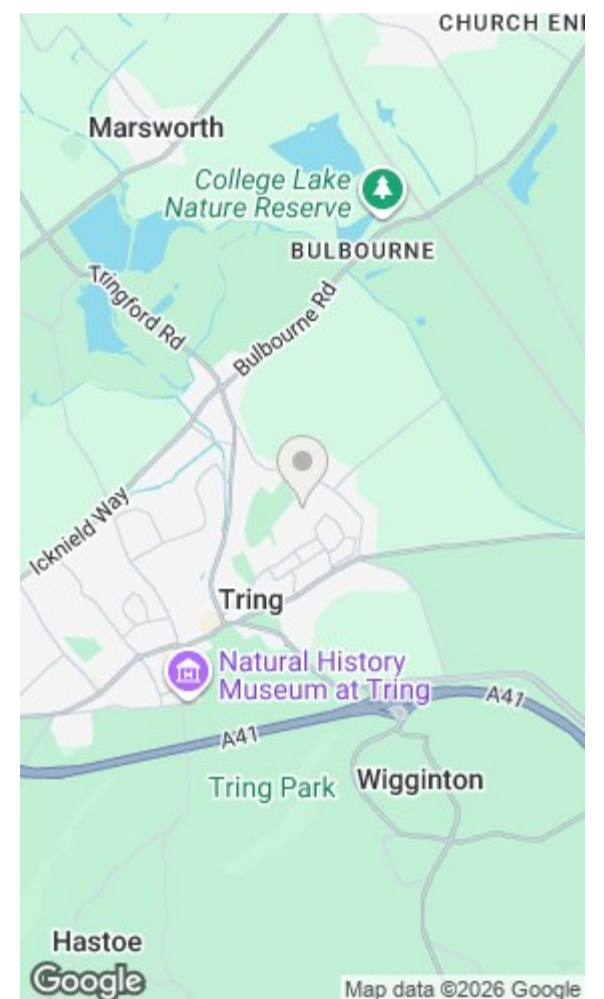 CHURCH EN
Marsworth
College Lake
Nature Reserve
BULBOURNE
Tringford Rd
Bulbourne Rd
Icknield Way
Tring
Natural History
Museum at Tring
A41
A41
Tring Park
Wigginton
Hastoe
Google
Map data ©2026 Google